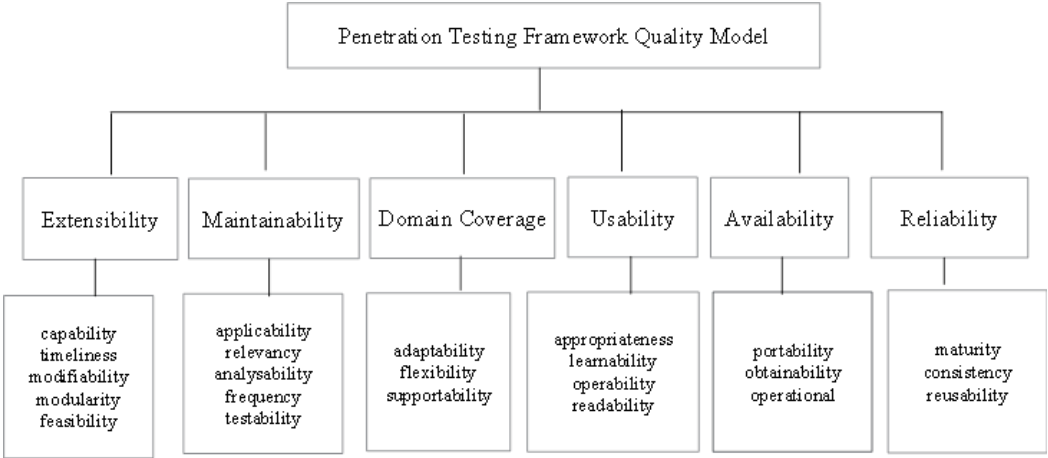 Penetration Testing Framework Quality Model
Extensibility
Maintainability
Domain Coverage
Usability
Availability
Reliability
capability
timeliness
modifiability
modularity
feasibility
applicability
relevancy
analysability
frequency
testability
adaptability
flexibility
supportability
appropriateness
learnability
operability
readability
portability
obtainability
operational
maturity
consistency
reusability